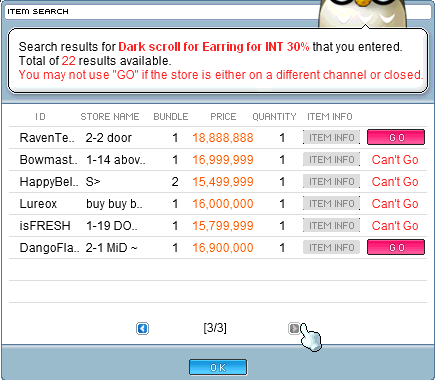 ITEM SEARCH
Search results for Dark scroll for Earring for INT 30% that you entered.
Total of 22 results available.
You may not use "GO" if the store is either on a different channel or closed.
ID STORE NAME BUNDLE PRICE QUANTITY ITEM INFO
RavenTe.. 2-2 door 1 18,888,888 1 ITEM INFO GO
Bowmast.. 1-14 abov.. 1 16,999,999 1 ITEM INFO Can't Go
HappyBel.. S> 2 15,499,999 1 ITEM INFO Can't Go
Lureox buy buy b.. 1 16,000,000 1 ITEM INFO Can't Go
isFRESH 1-19 DO.. 1 15,799,999 1 ITEM INFO Can't Go
DangoFla.. 2-1 MiD ~ 1 16,900,000 1 ITEM INFO GO
[3/3]
OK